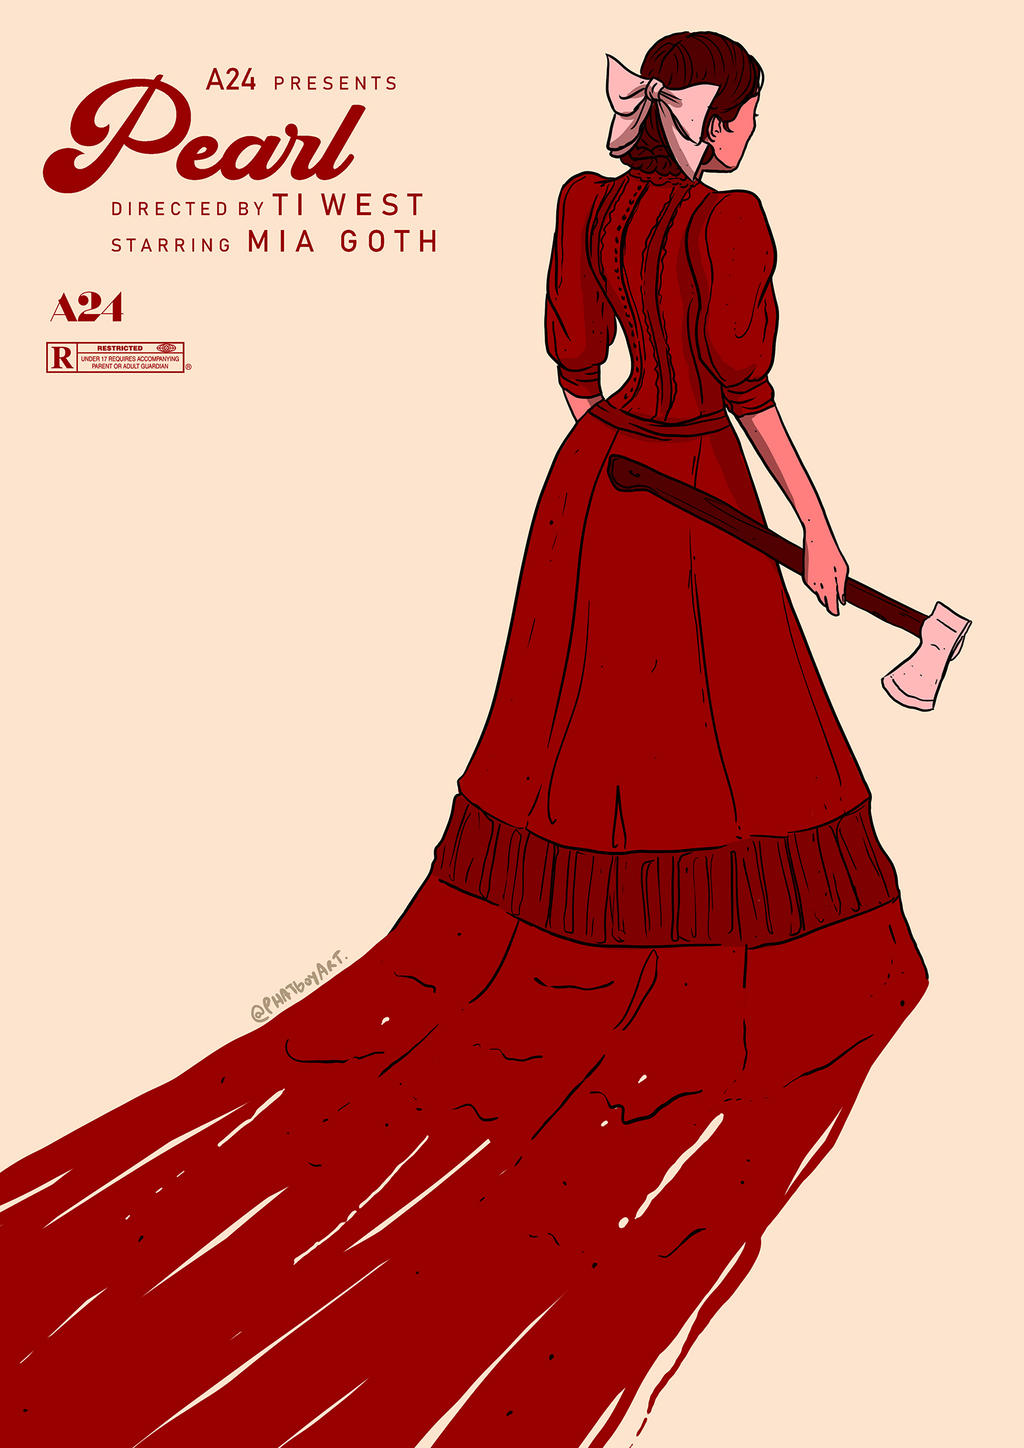 A24 PRESENTS
Pearl
DIRECTED BY TI WEST
STARRING MIA GOTH
A24
R RESTRICTED
UNDER 17 REQUIRES ACCOMPANYING
PARENT OR ADULT GUARDIAN ®
@PHATBOYART.